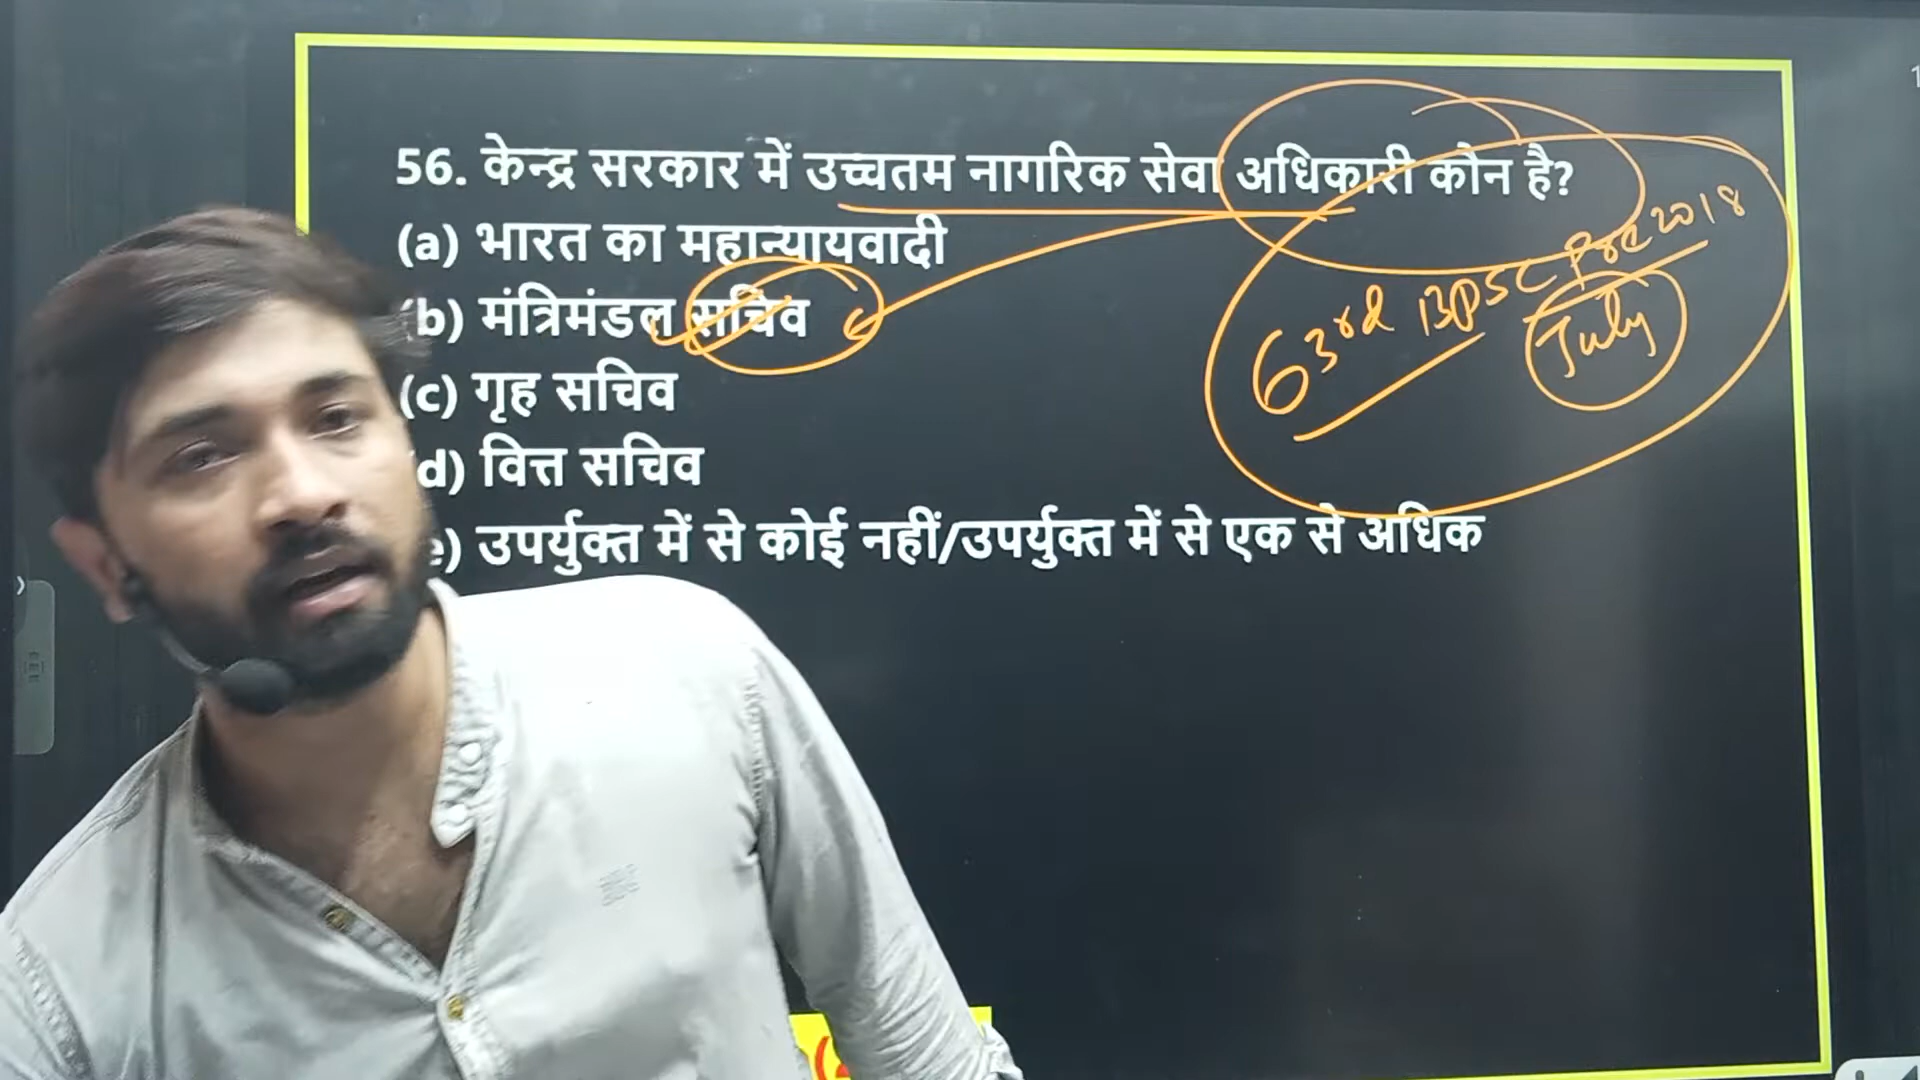 56. केन्द्र सरकार में उच्चतम नागरिक सेवा अधिकारी कौन है?
(a) भारत का महान्यायवादी
(b) मंत्रिमंडल सचिव
(c) गृह सचिव
(d) वित्त सचिव
e) उपर्युक्त में से कोई नहीं/उपर्युक्त में से एक से अधिक
63rd BPSC Pre 2018
July